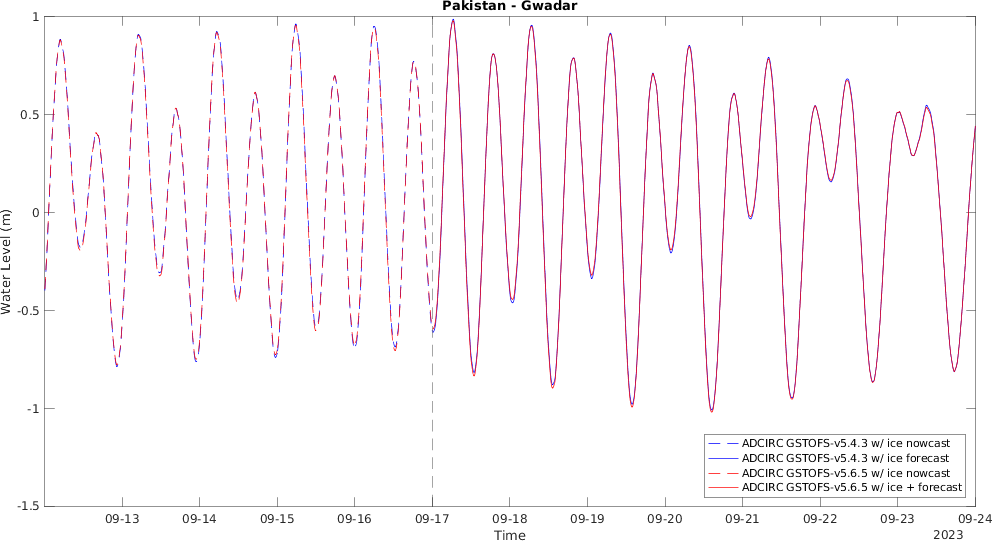 Pakistan - Gwadar
1
0.5
0
-0.5
-1
-1.5
Water Level (m)
ADCIRC GSTOFS-v5.4.3 w/ ice nowcast
ADCIRC GSTOFS-v5.4.3 w/ ice forecast
ADCIRC GSTOFS-v5.6.5 w/ ice nowcast
ADCIRC GSTOFS-v5.6.5 w/ ice + forecast
09-13 09-14 09-15 09-16 09-17 09-18 09-19 09-20 09-21 09-22 09-23 09-24
Time
2023